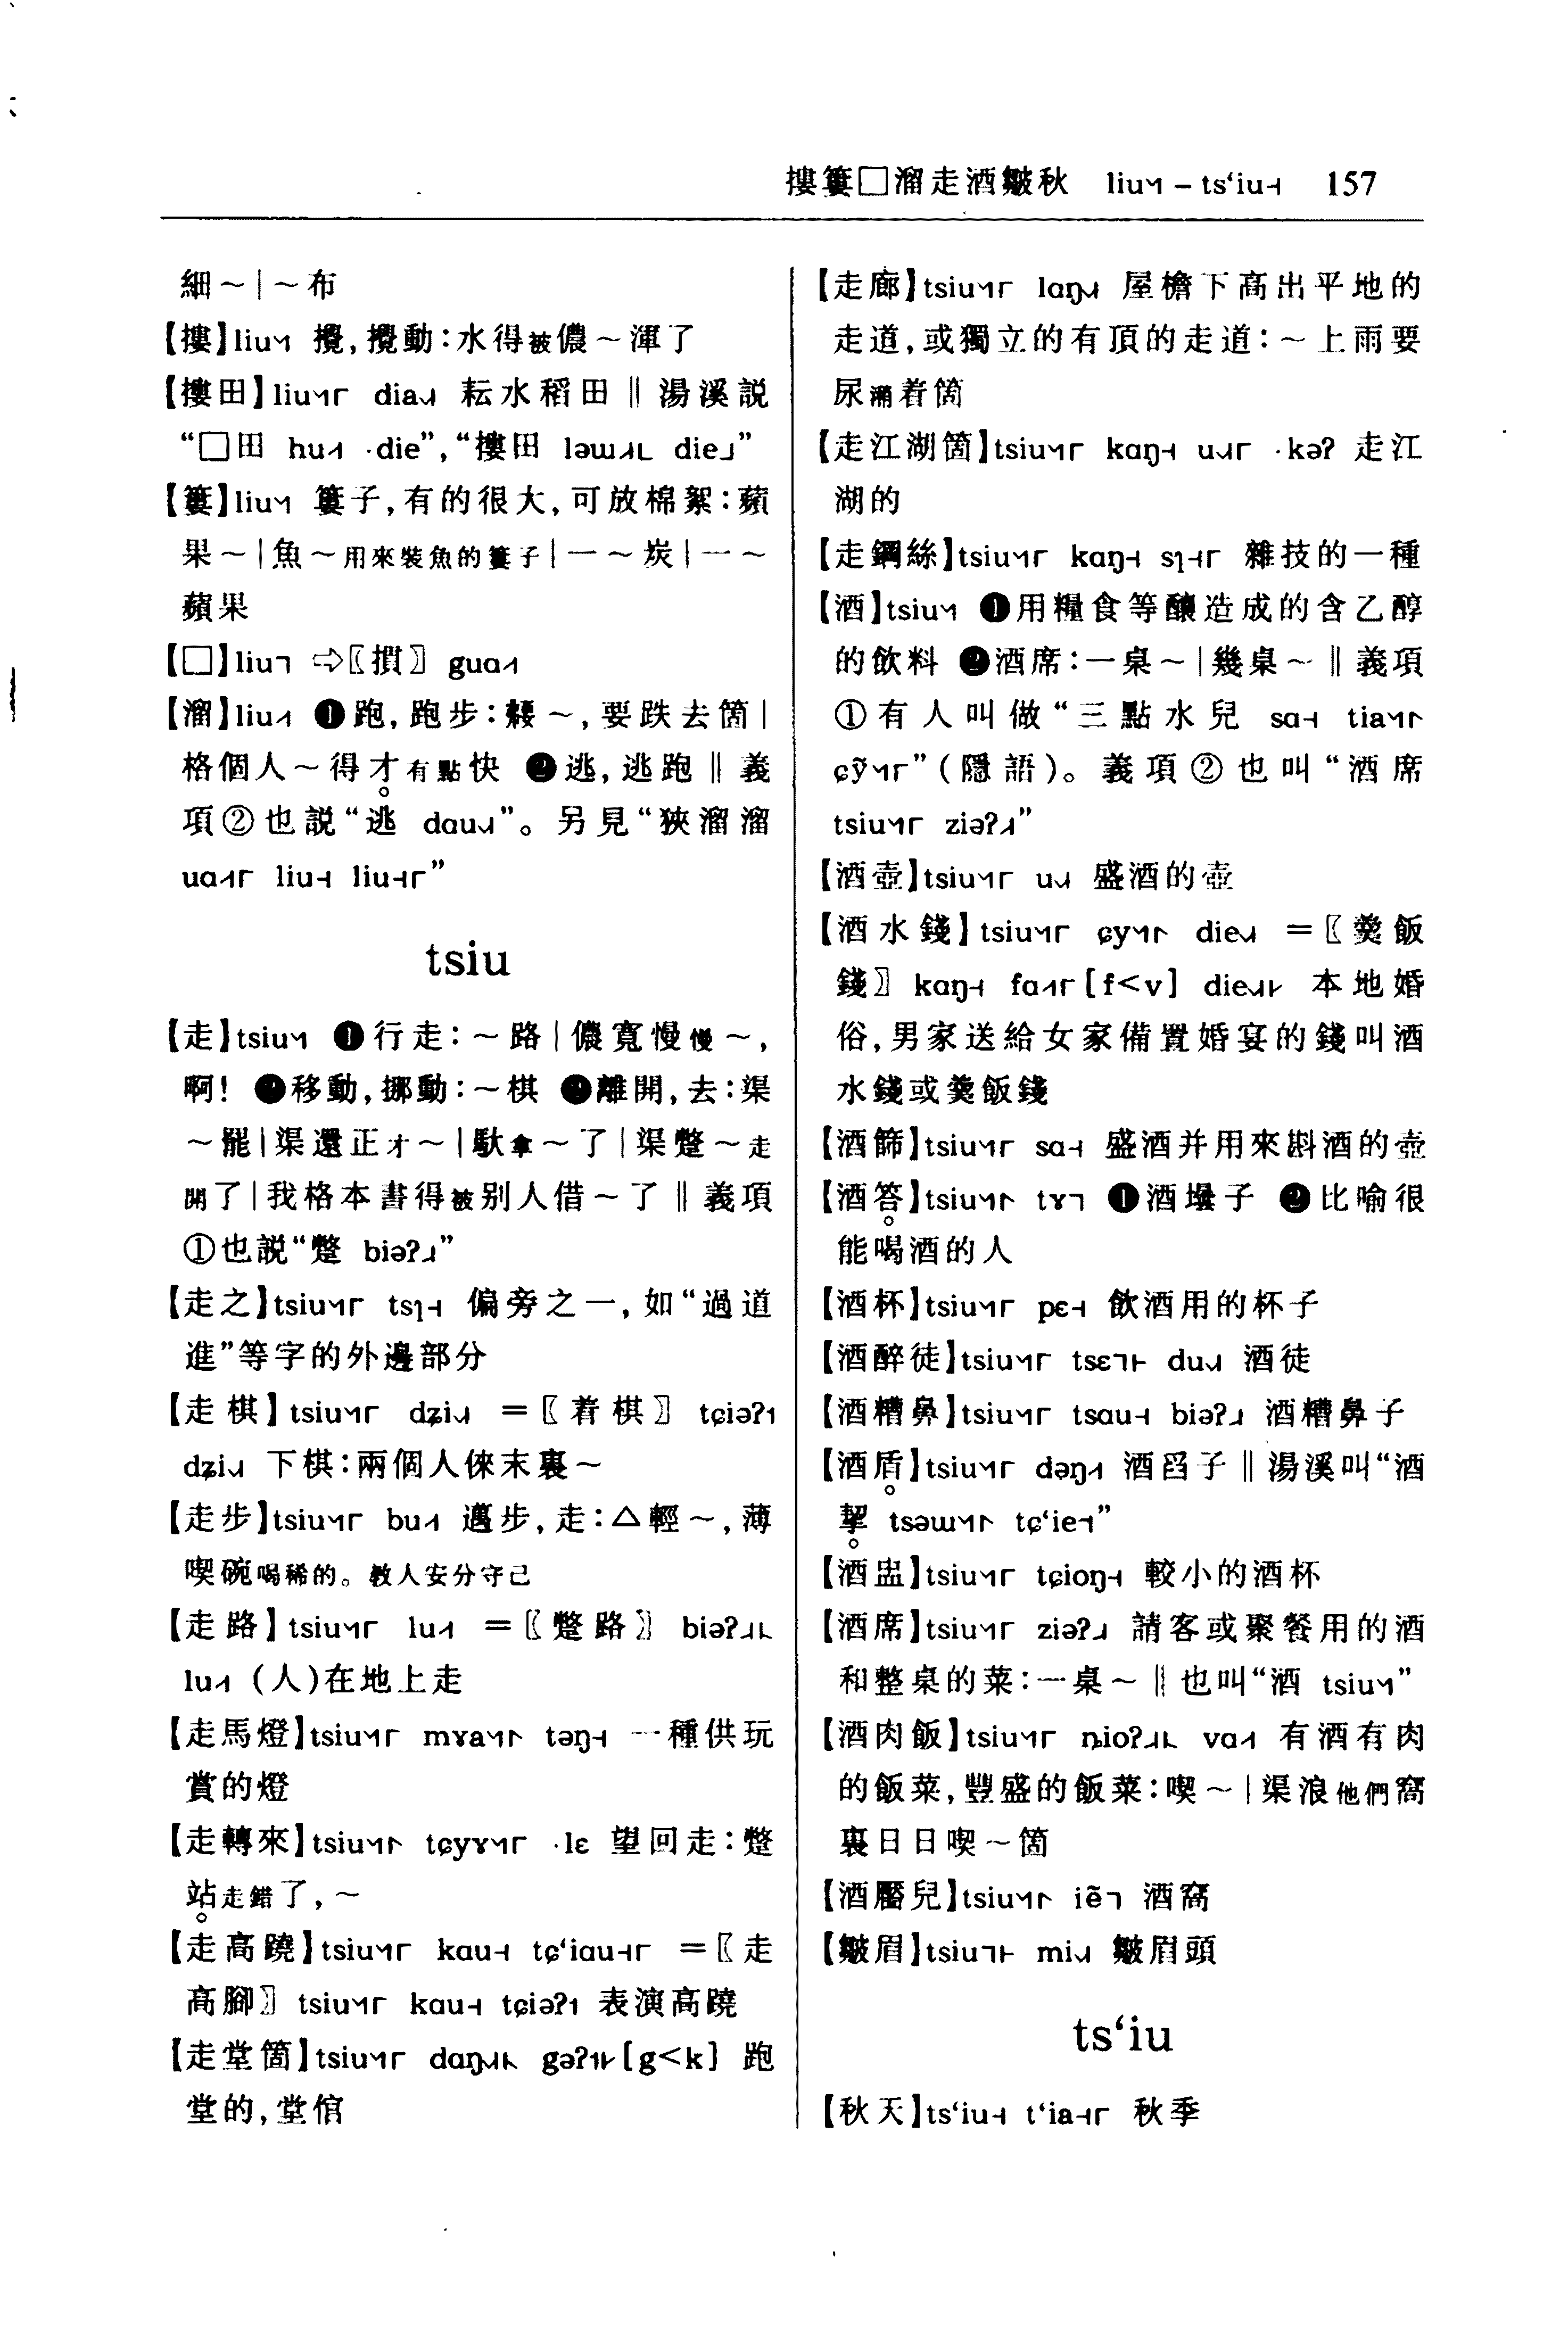 摟簍□溜走酒皺秋 liu˥˧˥ – tsʻiu˧˧˦ 157
細～|～布
【摟】liu˥˧˥ 攪，攪動：水得被儂～渾了
【摟田】liu˥˧˥꜒ dia˧˩˧ 耘水稻田 ‖ 湯溪説
“□田 hu˩˦ ·die”，“摟田 ləɯ˩˦꜖ die˩”
【簍】liu˥˧˥ 簍子，有的很大，可放棉絮：蘋
果～|魚～用來裝魚的簍子|一～炭|一～
蘋果
【□】liu˥ ⇨〖摜〗 guɑ˩˦
【溜】liu˩˦ ❶跑，跑步：㬹～，要跌去箇|
格個人～得才有點快 ❷逃，逃跑 ‖ 義
項②也説“逃 dɑu˧˩˧”。另見“狹溜溜
uɑ˩˦꜒ liu˧˧˦ liu˧˧˦꜒”
tsiu
【走】tsiu˥˧˥ ❶行走：～路|儂寬慢慢～，
啊！ ❷移動，挪動：～棋 ❸離開，去：渠
～罷|渠還正才～|馱拿～了|渠蹩～走
開了|我格本書得被别人借～了 ‖ 義項
①也説“蹩 biəʔ˨˩˨”
【走之】tsiu˥˧˥꜒ tsɿ˧˧˦ 偏旁之一，如“過道
進”等字的外邊部分
【走棋】tsiu˥˧˥꜒ dʑi˧˩˧ =〖着棋〗 tɕiəʔ˦
dʑi˧˩˧ 下棋：兩個人倈末裏～
【走步】tsiu˥˧˥꜒ bu˩˦ 邁步，走：△輕～，薄
喫碗喝稀的。教人安分守己
【走路】tsiu˥˧˥꜒ lu˩˦ =〖蹩路〗 biəʔ˨˩˨꜕꜖
lu˩˦ （人）在地上走
【走馬燈】tsiu˥˧˥꜒ mɤa˥˧˥꜒꜔ təŋ˧˧˦ 一種供玩
賞的燈
【走轉來】tsiu˥˧˥꜒꜔ tɕyɤ˥˧˥꜒ ·lɛ 望回走：蹩
站走錯了，～
【走高蹺】tsiu˥˧˥꜒ kɑu˧˧˦ tɕʻiɑu˧˧˦꜒ =〖走
高腳〗 tsiu˥˧˥꜒ kɑu˧˧˦ tɕiəʔ˦ 表演高蹺
【走堂箇】tsiu˥˧˥꜒ dɑŋ˧˩˧꜔꜖ gəʔ˦꜔꜓[g<k] 跑
堂的，堂倌
【走廊】tsiu˥˧˥꜒ lɑŋ˧˩˧ 屋檐下高出平地的
走道，或獨立的有頂的走道：～上雨要
尿瀰着箇
【走江湖箇】tsiu˥˧˥꜒ kɑŋ˧˧˦ u˧˩˧꜒ ·kəʔ 走江
湖的
【走鋼絲】tsiu˥˧˥꜒ kɑŋ˧˧˦ sɿ˧˧˦꜒ 雜技的一種
【酒】tsiu˥˧˥ ❶用糧食等釀造成的含乙醇
的飲料 ❷酒席：一桌～|幾桌～ ‖ 義項
①有人叫做“三點水兒 sɑ˧˧˦ tia˥˧˥꜒꜔
ɕỹ˥˧˥꜒”（隱語）。義項②也叫“酒席
tsiu˥˧˥꜒ ziəʔ˨˩˨”
【酒壺】tsiu˥˧˥꜒ u˧˩˧ 盛酒的壺
【酒水錢】tsiu˥˧˥꜒ ɕy˥˧˥꜒꜔ die˧˩˧ =〖羹飯
錢〗 kɑŋ˧˧˦ fɑ˩˦꜒[f<v] die˧˩˧꜔꜓ 本地婚
俗，男家送給女家備置婚宴的錢叫酒
水錢或羹飯錢
【酒篩】tsiu˥˧˥꜒ sɑ˧˧˦ 盛酒并用來斟酒的壺
【酒答】tsiu˥˧˥꜒꜔ tɤ˥ ❶酒壜子 ❷比喻很
能喝酒的人
【酒杯】tsiu˥˧˥꜒ pɛ˧˧˦ 飲酒用的杯子
【酒醉徒】tsiu˥˧˥꜒ tsɛ˥꜔ du˧˩˧ 酒徒
【酒糟鼻】tsiu˥˧˥꜒ tsɑu˧˧˦ biəʔ˨˩˨ 酒糟鼻子
【酒盾】tsiu˥˧˥꜒ dəŋ˩˦ 酒舀子 ‖ 湯溪叫“酒
挈 tsəɯ˥˧˥꜒꜔ tɕʻie˦”
【酒盅】tsiu˥˧˥꜒ tɕioŋ˧˧˦ 較小的酒杯
【酒席】tsiu˥˧˥꜒ ziəʔ˨˩˨ 請客或聚餐用的酒
和整桌的菜：一桌～ ‖ 也叫“酒 tsiu˥˧˥”
【酒肉飯】tsiu˥˧˥꜒ ȵioʔ˨˩˨꜕꜖ vɑ˩˦ 有酒有肉
的飯菜，豐盛的飯菜：喫～|渠浪他們窩
裏日日喫～箇
【酒靨兒】tsiu˥˧˥꜒꜔ iẽ˥ 酒窩
【皺眉】tsiu˥꜔ mi˧˩˧ 皺眉頭
tsʻiu
【秋天】tsʻiu˧˧˦ tʻia˧˧˦꜒ 秋季